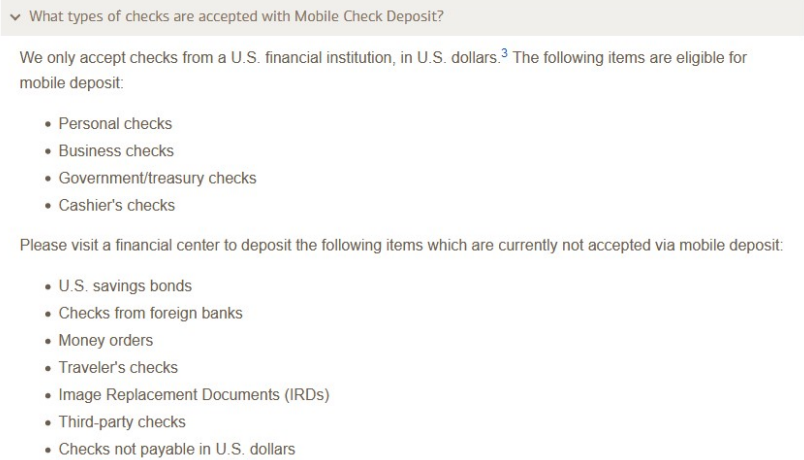 What types of checks are accepted with Mobile Check Deposit?
We only accept checks from a U.S. financial institution, in U.S. dollars.3 The following items are eligible for
mobile deposit:
• Personal checks
• Business checks
• Government/treasury checks
• Cashier's checks
Please visit a financial center to deposit the following items which are currently not accepted via mobile deposit:
• U.S. savings bonds
• Checks from foreign banks
• Money orders
• Traveler's checks
• Image Replacement Documents (IRDs)
• Third-party checks
• Checks not payable in U.S. dollars